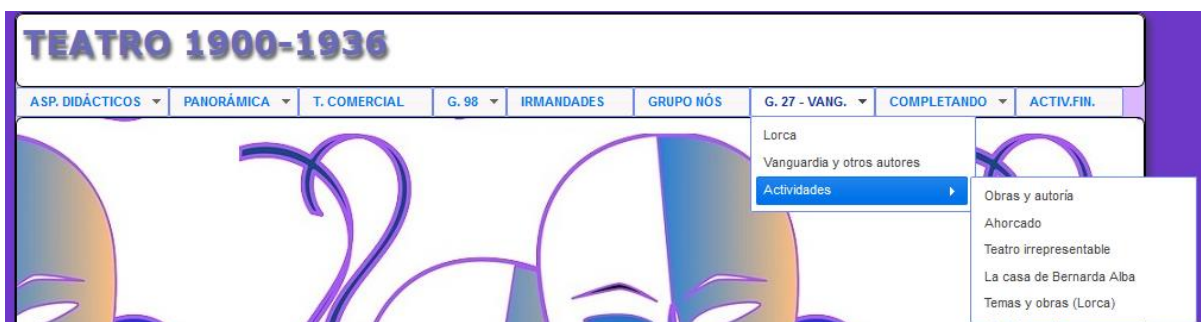 TEATRO 1900-1936
ASP. DIDÁCTICOS PANORÁMICA T. COMERCIAL G. 98 IRMANDADES GRUPO NÓS G. 27 - VANG. COMPLETANDO ACTIV.FIN.
Lorca
Vanguardia y otros autores
Actividades
Obras y autoría
Ahorcado
Teatro irrepresentable
La casa de Bernarda Alba
Temas y obras (Lorca)